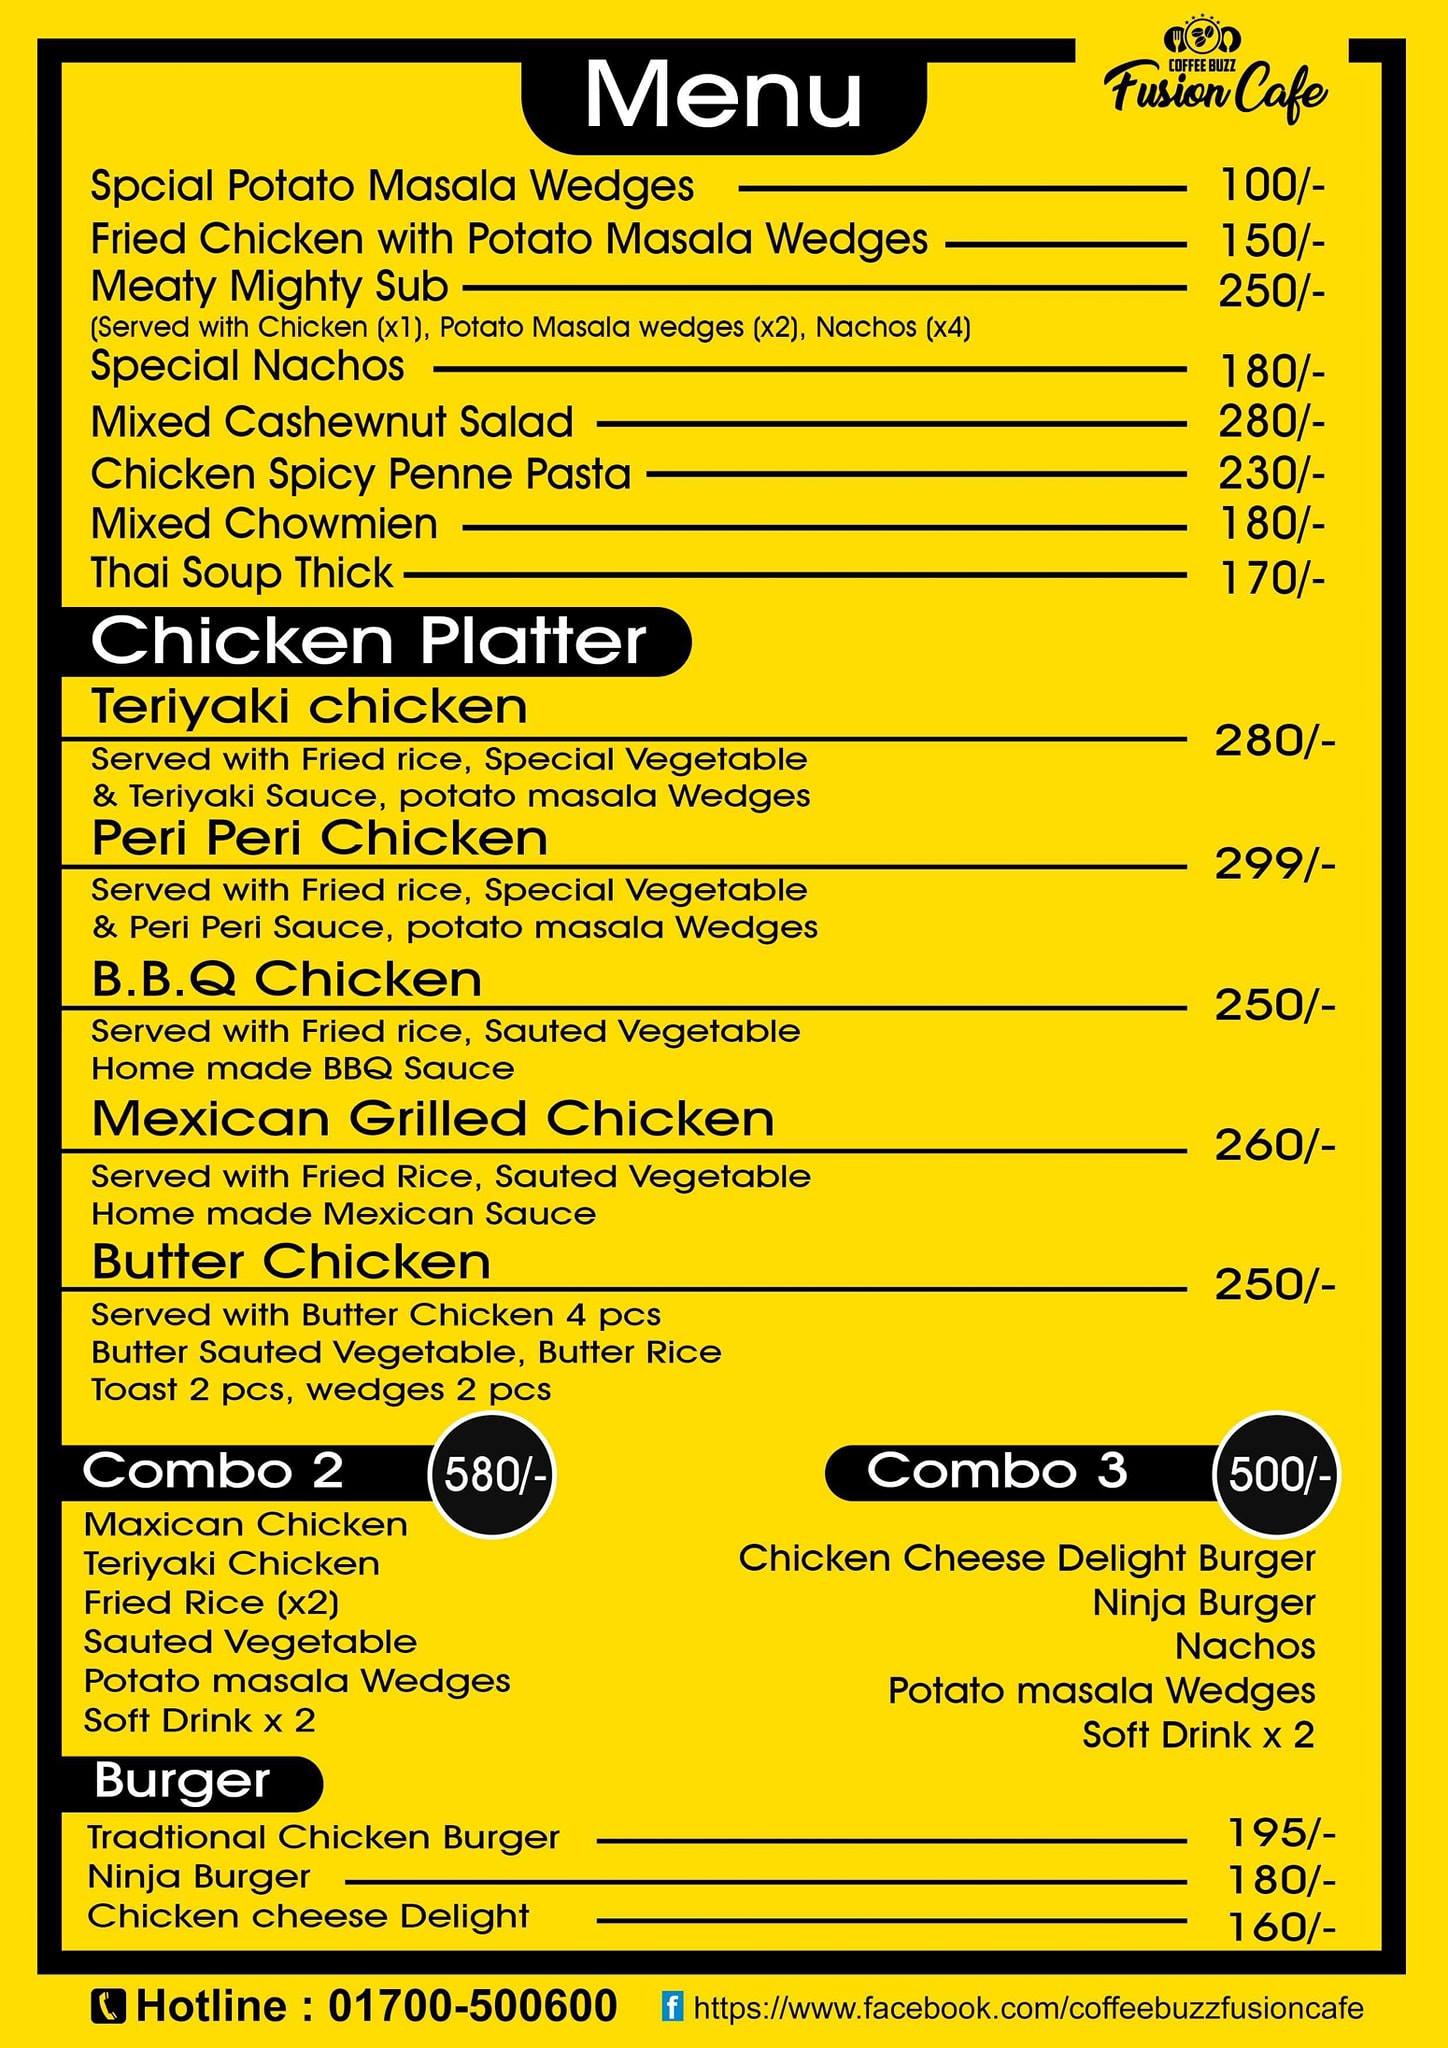 COFFEE BUZZ
Fusion Cafe
Menu
Spcial Potato Masala Wedges 100/-
Fried Chicken with Potato Masala Wedges 150/-
Meaty Mighty Sub 250/-
(Served with Chicken (x1), Potato Masala wedges (x2), Nachos (x4)
Special Nachos 180/-
Mixed Cashewnut Salad 280/-
Chicken Spicy Penne Pasta 230/-
Mixed Chowmien 180/-
Thai Soup Thick 170/-
Chicken Platter
Teriyaki chicken 280/-
Served with Fried rice, Special Vegetable
& Teriyaki Sauce, potato masala Wedges
Peri Peri Chicken 299/-
Served with Fried rice, Special Vegetable
& Peri Peri Sauce, potato masala Wedges
B.B.Q Chicken 250/-
Served with Fried rice, Sauted Vegetable
Home made BBQ Sauce
Mexican Grilled Chicken 260/-
Served with Fried Rice, Sauted Vegetable
Home made Mexican Sauce
Butter Chicken 250/-
Served with Butter Chicken 4 pcs
Butter Sauted Vegetable, Butter Rice
Toast 2 pcs, wedges 2 pcs
Combo 2 580/-
Maxican Chicken
Teriyaki Chicken
Fried Rice (x2)
Sauted Vegetable
Potato masala Wedges
Soft Drink x 2
Combo 3 500/-
Chicken Cheese Delight Burger
Ninja Burger
Nachos
Potato masala Wedges
Soft Drink x 2
Burger
Tradtional Chicken Burger 195/-
Ninja Burger 180/-
Chicken cheese Delight 160/-
Hotline : 01700-500600
f https://www.facebook.com/coffeebuzzfusioncafe